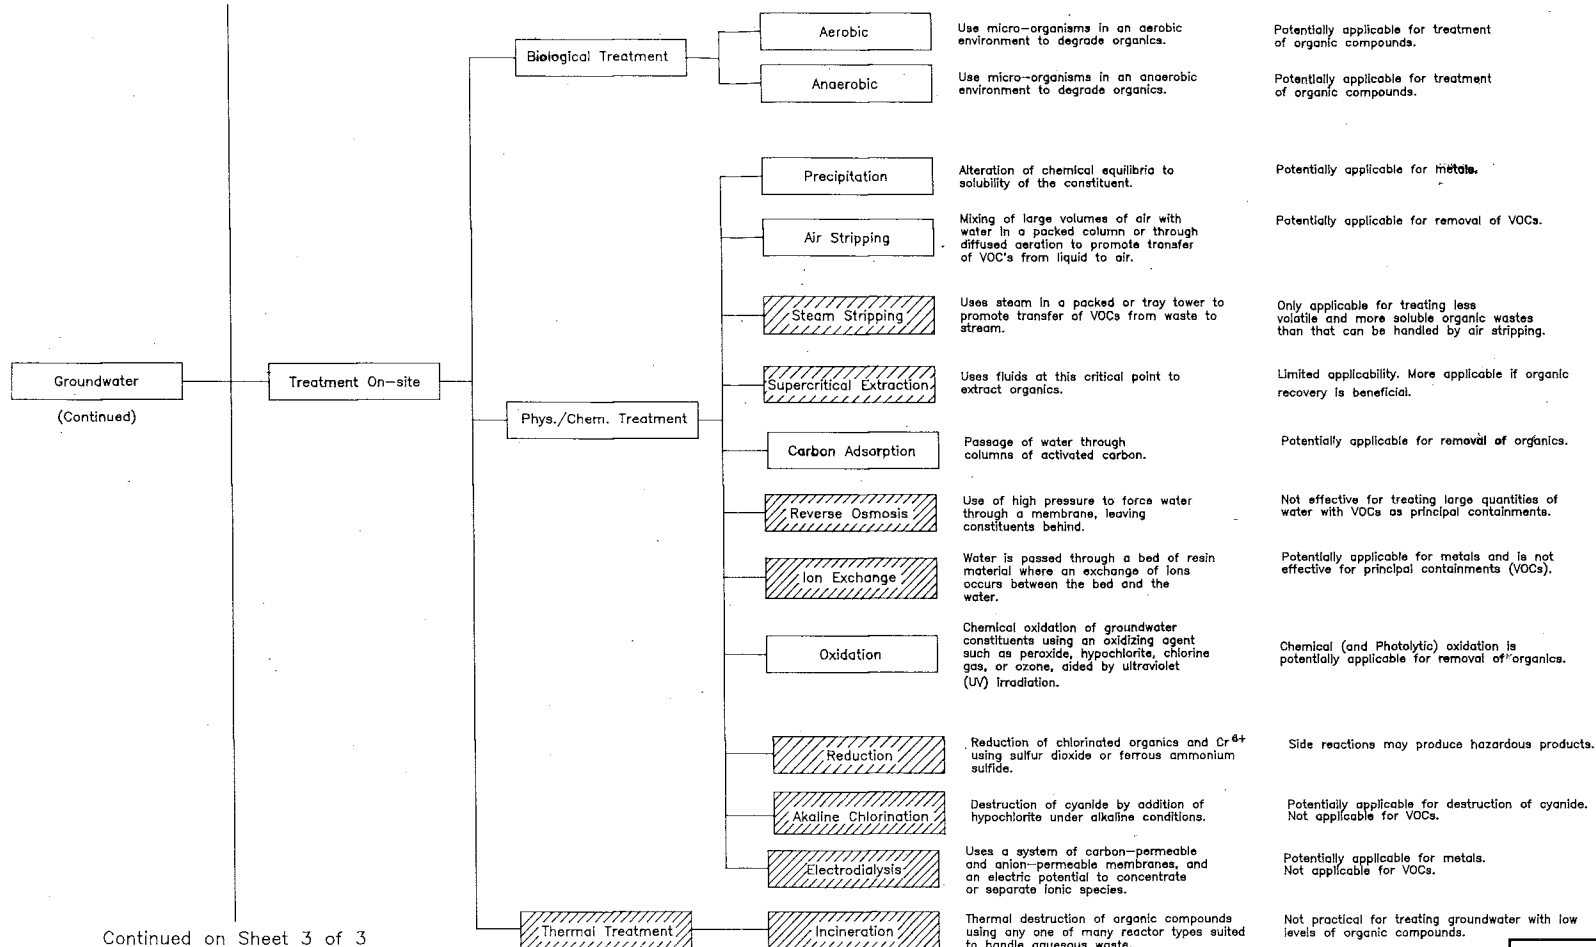 Aerobic
Use micro-organisms in an aerobic
environment to degrade organics.
Potentially applicable for treatment
of organic compounds.
Biological Treatment
Anaerobic
Use micro-organisms in an anaerobic
environment to degrade organics.
Potentially applicable for treatment
of organic compounds.
Precipitation
Alteration of chemical equilibria to
solubility of the constituent.
Potentially applicable for metals.
Air Stripping
Mixing of large volumes of air with
water in a packed column or through
diffused aeration to promote transfer
of VOC's from liquid to air.
Potentially applicable for removal of VOCs.
Steam Stripping
Uses steam in a packed or tray tower to
promote transfer of VOCs from waste to
stream.
Only applicable for treating less
volatile and more soluble organic wastes
than that can be handled by air stripping.
Groundwater
(Continued)
Treatment On-site
Supercritical Extraction
Uses fluids at this critical point to
extract organics.
Limited applicability. More applicable if organic
recovery is beneficial.
Phys./Chem. Treatment
Carbon Adsorption
Passage of water through
columns of activated carbon.
Potentially applicable for removal of organics.
Reverse Osmosis
Use of high pressure to force water
through a membrane, leaving
constituents behind.
Not effective for treating large quantities of
water with VOCs as principal containments.
Ion Exchange
Water is passed through a bed of resin
material where an exchange of ions
occurs between the bed and the
water.
Potentially applicable for metals and is not
effective for principal containments (VOCs).
Oxidation
Chemical oxidation of groundwater
constituents using an oxidizing agent
such as peroxide, hypochlorite, chlorine
gas, or ozone, aided by ultraviolet
(UV) irradiation.
Chemical (and Photolytic) oxidation is
potentially applicable for removal of organics.
Reduction
Reduction of chlorinated organics and Cr⁶⁺
using sulfur dioxide or ferrous ammonium
sulfide.
Side reactions may produce hazardous products.
Akaline Chlorination
Destruction of cyanide by addition of
hypochlorite under alkaline conditions.
Potentially applicable for destruction of cyanide.
Not applicable for VOCs.
Electrodialysis
Uses a system of carbon-permeable
and anion-permeable membranes, and
an electric potential to concentrate
or separate ionic species.
Potentially applicable for metals.
Not applicable for VOCs.
Thermal Treatment
Incineration
Thermal destruction of organic compounds
using any one of many reactor types suited
to handle aqueous waste.
Not practical for treating groundwater with low
levels of organic compounds.
Continued on Sheet 3 of 3